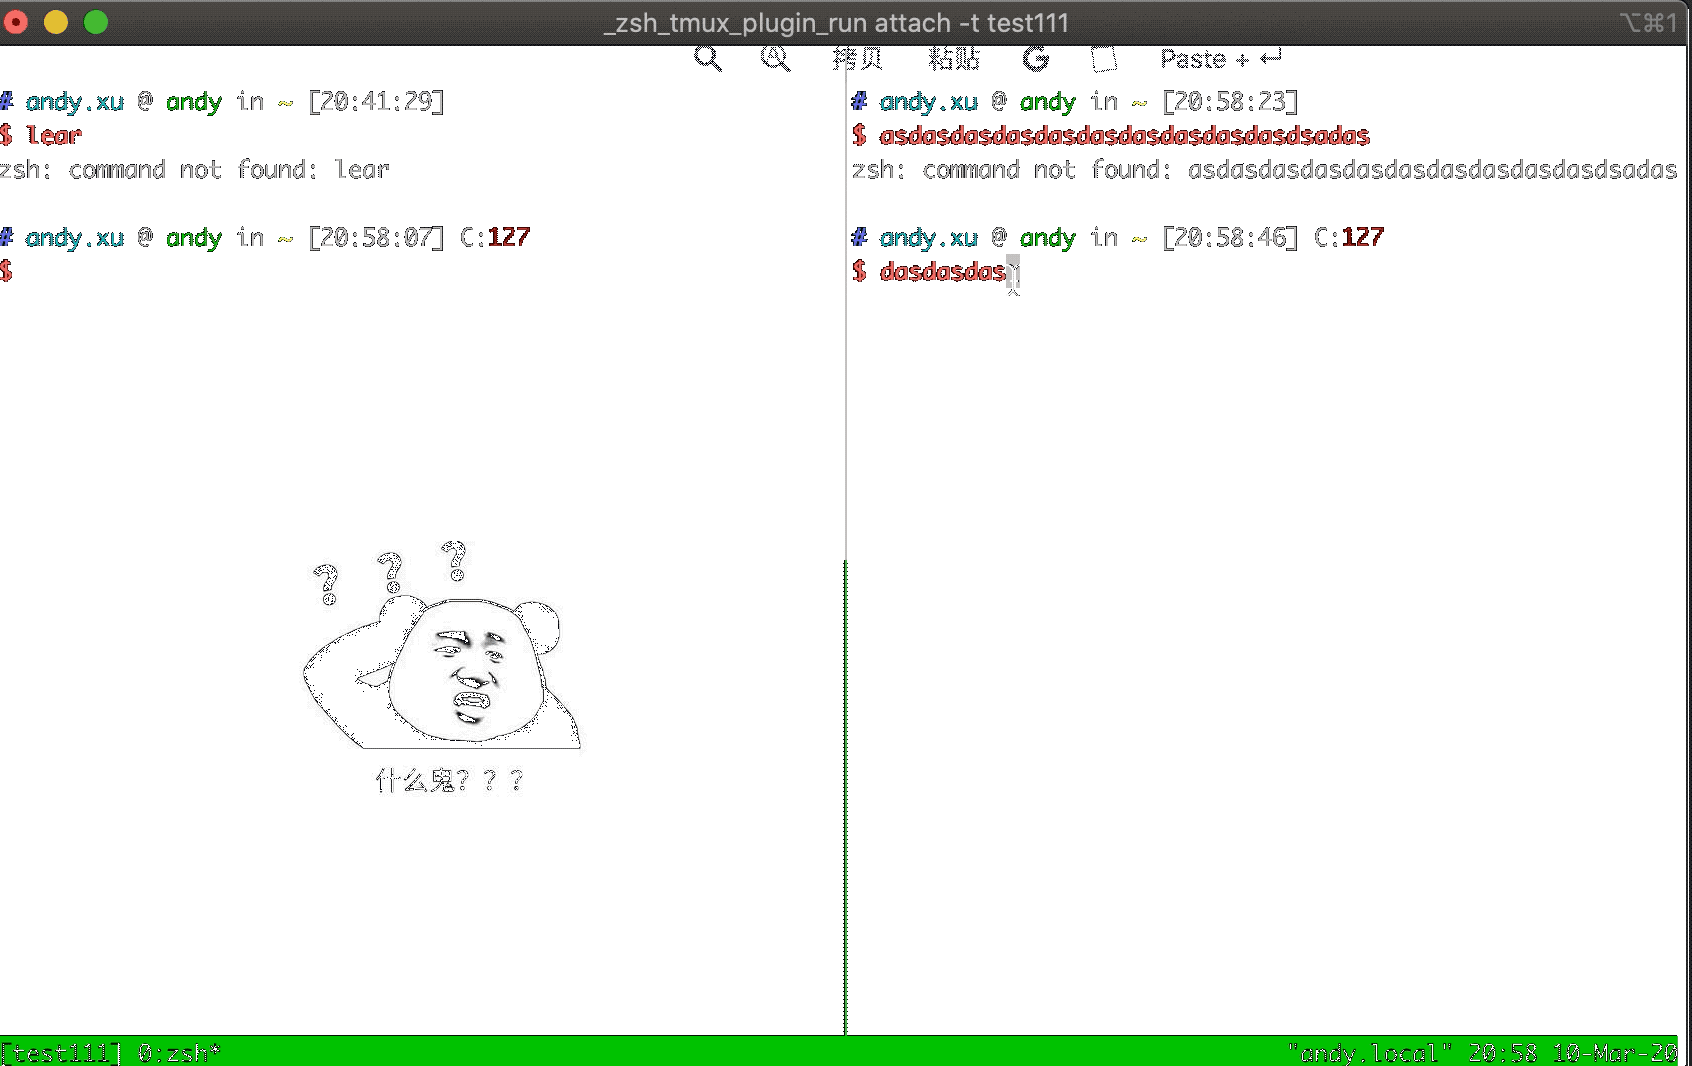 _zsh_tmux_plugin_run attach -t test111 ⌥⌘1
拷贝 粘贴 G Paste + ↵
# andy.xu @ andy in ~ [20:41:29]
$ lear
zsh: command not found: lear
# andy.xu @ andy in ~ [20:58:07] C:127
$
# andy.xu @ andy in ~ [20:58:23]
$ asdasdasdasdasdasdasdasdasdasdsadas
zsh: command not found: asdasdasdasdasdasdasdasdasdasdsadas
# andy.xu @ andy in ~ [20:58:46] C:127
$ dasdasdas
? ? ?
什么鬼？？？
[test111] 0:zsh* "andy.local" 20:58 10-Mar-20